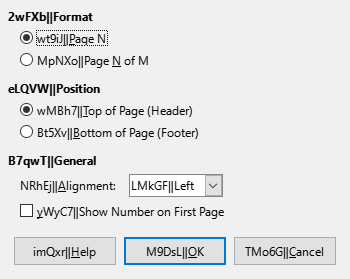 2wFXb||Format
wt9iJ||Page N
MpNXo||Page N of M
eLQVW||Position
wMBh7||Top of Page (Header)
Bt5Xv||Bottom of Page (Footer)
B7qwT||General
NRhEj||Alignment: LMkGF||Left
yWyC7||Show Number on First Page
imQxr||Help M9DsL||OK TMo6G||Cancel